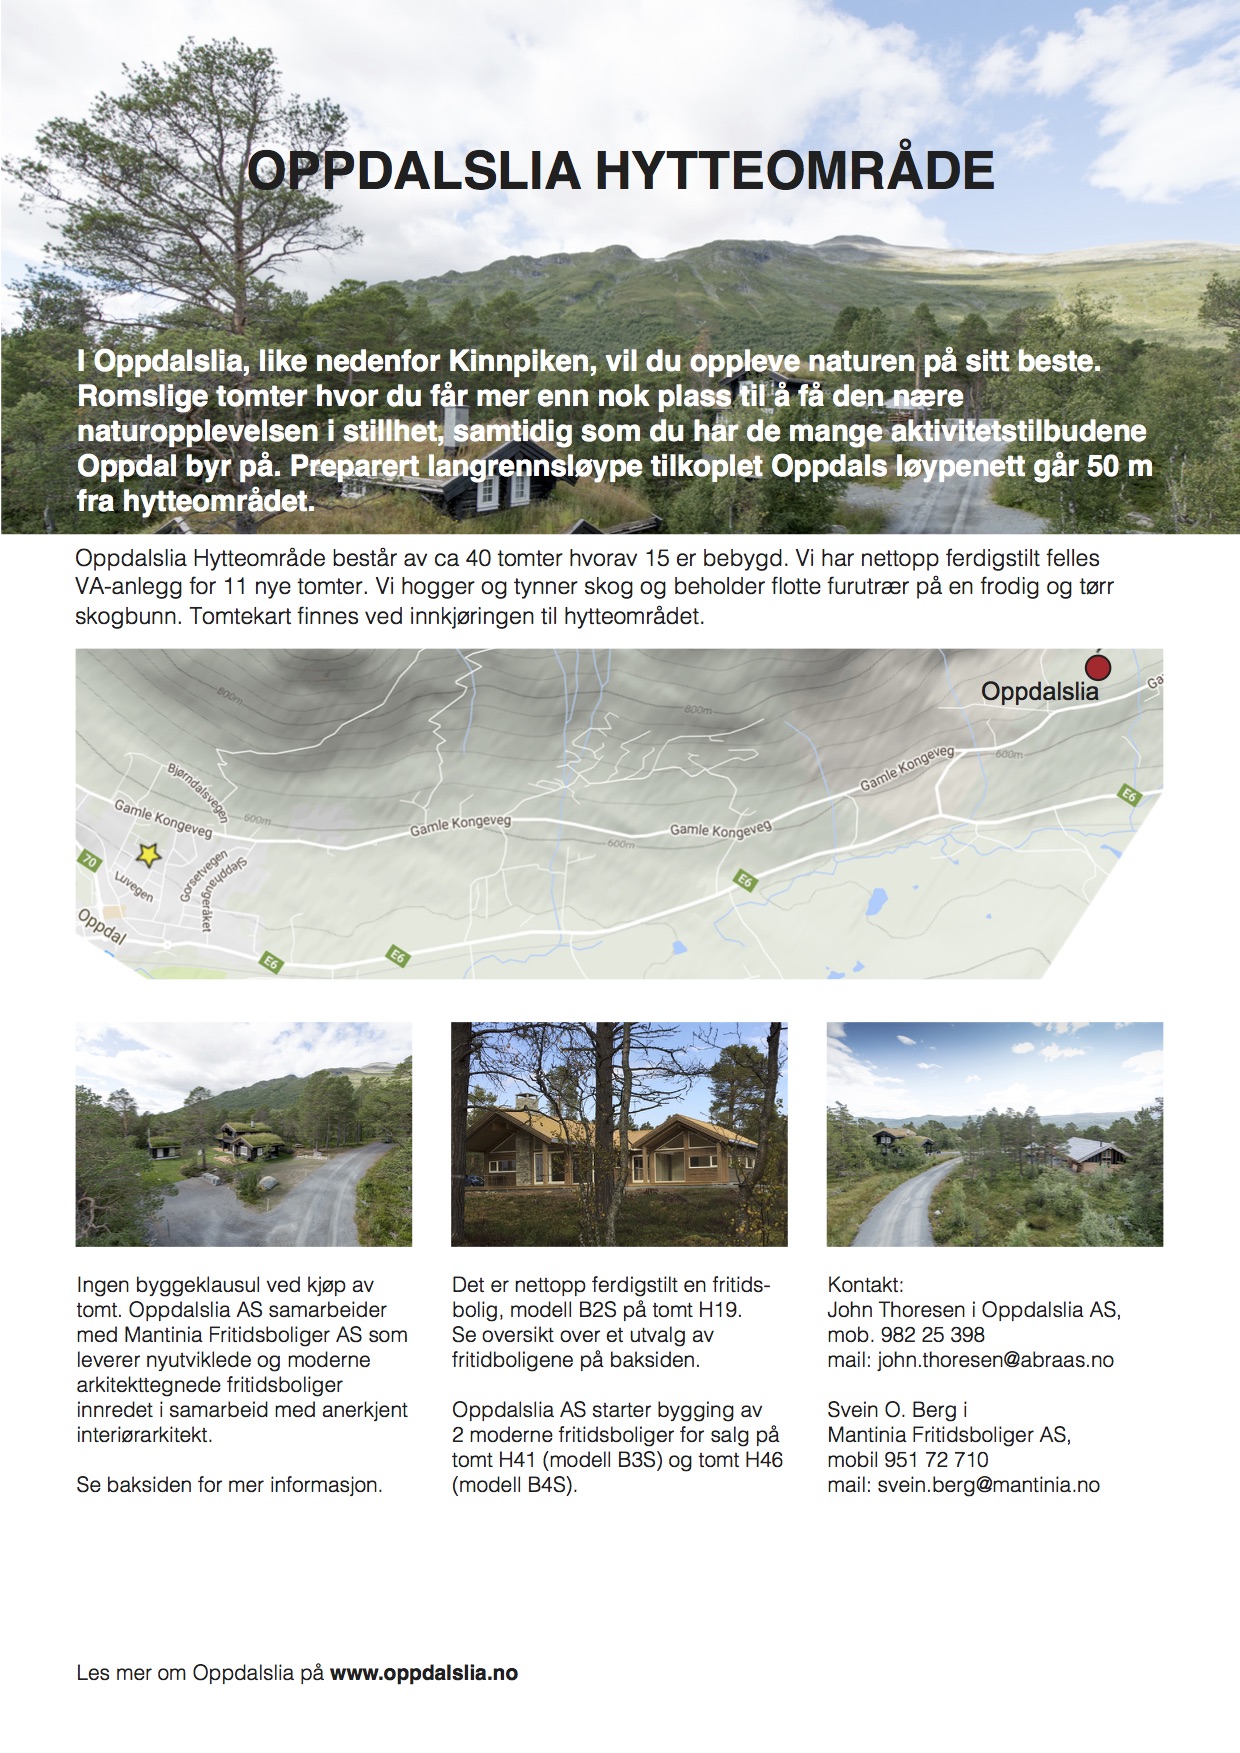 OPPDALSLIA HYTTEOMRÅDE
I Oppdalslia, like nedenfor Kinnpiken, vil du oppleve naturen på sitt beste.
Romslige tomter hvor du får mer enn nok plass til å få den nære
naturopplevelsen i stillhet, samtidig som du har de mange aktivitetstilbudene
Oppdal byr på. Preparert langrennsløype tilkoplet Oppdals løypenett går 50 m
fra hytteområdet.
Oppdalslia Hytteområde består av ca 40 tomter hvorav 15 er bebygd. Vi har nettopp ferdigstilt felles
VA-anlegg for 11 nye tomter. Vi hogger og tynner skog og beholder flotte furutrær på en frodig og tørr
skogbunn. Tomtekart finnes ved innkjøringen til hytteområdet.
Oppdalslia
Ga
800m
800m
Gamle Kongeveg
600m
Bjørndalsvegen
E6
Gamle Kongeveg
600m
Gamle Kongeveg
Gamle Kongeveg
600m
70
Luvegen
Gorsetvegen
Skjepphaugeråket
E6
Oppdal
E6
E6
Ingen byggeklausul ved kjøp av
tomt. Oppdalslia AS samarbeider
med Mantinia Fritidsboliger AS som
leverer nyutviklede og moderne
arkitekttegnede fritidsboliger
innredet i samarbeid med anerkjent
interiørarkitekt.
Se baksiden for mer informasjon.
Det er nettopp ferdigstilt en fritids-
bolig, modell B2S på tomt H19.
Se oversikt over et utvalg av
fritidboligene på baksiden.
Oppdalslia AS starter bygging av
2 moderne fritidsboliger for salg på
tomt H41 (modell B3S) og tomt H46
(modell B4S).
Kontakt:
John Thoresen i Oppdalslia AS,
mob. 982 25 398
mail: john.thoresen@abraas.no
Svein O. Berg i
Mantinia Fritidsboliger AS,
mobil 951 72 710
mail: svein.berg@mantinia.no
Les mer om Oppdalslia på www.oppdalslia.no